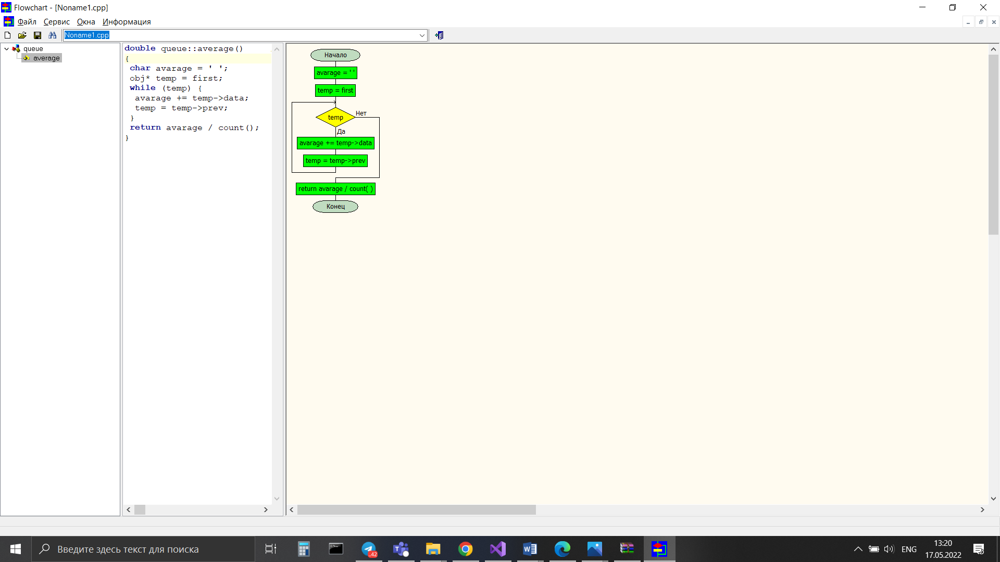 Flowchart - [Noname1.cpp]
Файл Сервис Окна Информация
Noname1.cpp
queue
average
double queue::average()
{
char avarage = ' ';
obj* temp = first;
while (temp) {
avarage += temp->data;
temp = temp->prev;
}
return avarage / count();
}
Начало
avarage = ' '
temp = first
temp
Нет
Да
avarage += temp->data
temp = temp->prev
return avarage / count( )
Конец
Введите здесь текст для поиска
42
ENG
13:20
17.05.2022